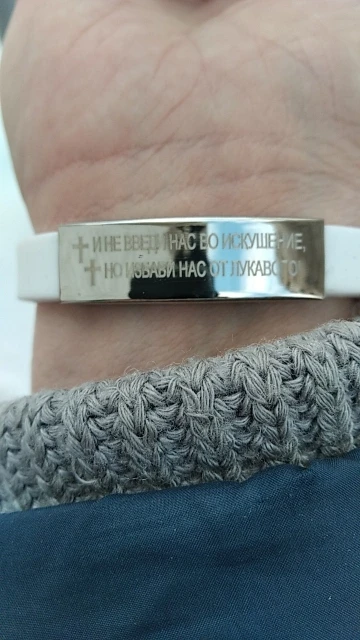 И НЕ ВВЕДИ НАС ВО ИСКУШЕНИЕ,
НО ИЗБАВИ НАС ОТ ЛУКАВОГО